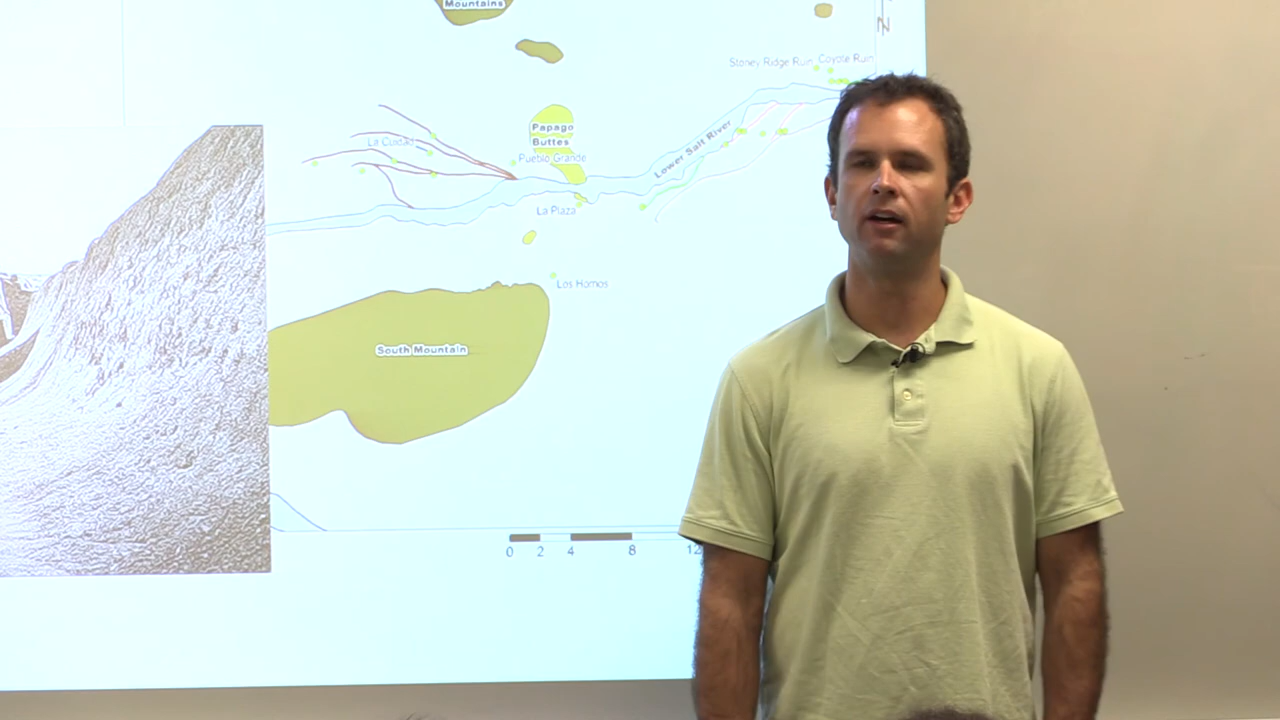 Mountains
N
Stoney Ridge Ruin Coyote Ruin
Papago
Buttes
La Cuidad
Pueblo Grande
Lower Salt River
La Plaza
Los Hornos
South Mountain
0 2 4 8 12